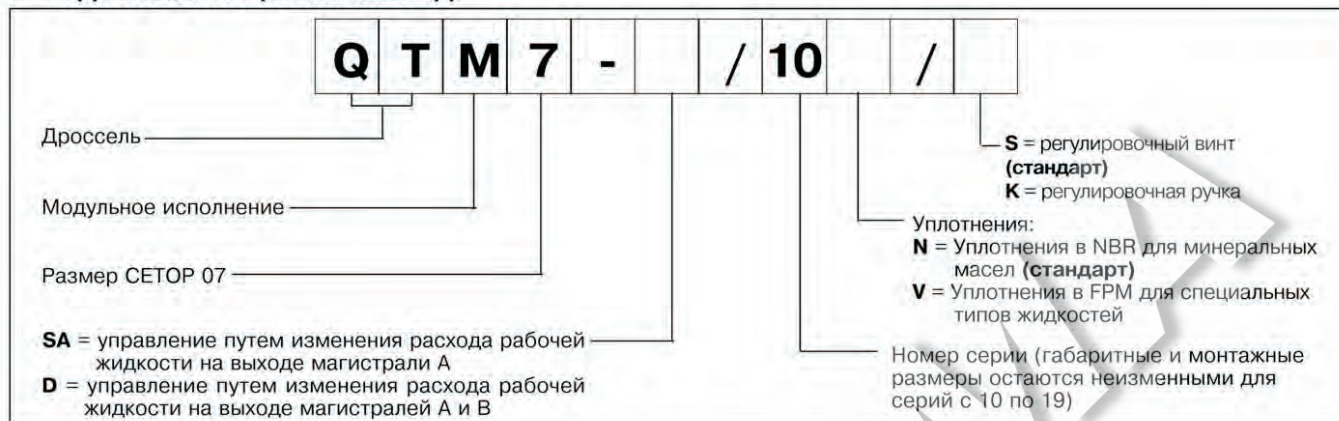 QTM7- /10 /
Дроссель
Модульное исполнение
Размер CETOP 07
SA = управление путем изменения расхода рабочей
жидкости на выходе магистрали А
D = управление путем изменения расхода рабочей
жидкости на выходе магистралей А и В
S = регулировочный винт
(стандарт)
K = регулировочная ручка
Уплотнения:
N = Уплотнения в NBR для минеральных
масел (стандарт)
V = Уплотнения в FPM для специальных
типов жидкостей
Номер серии (габаритные и монтажные
размеры остаются неизменными для
серий с 10 по 19)